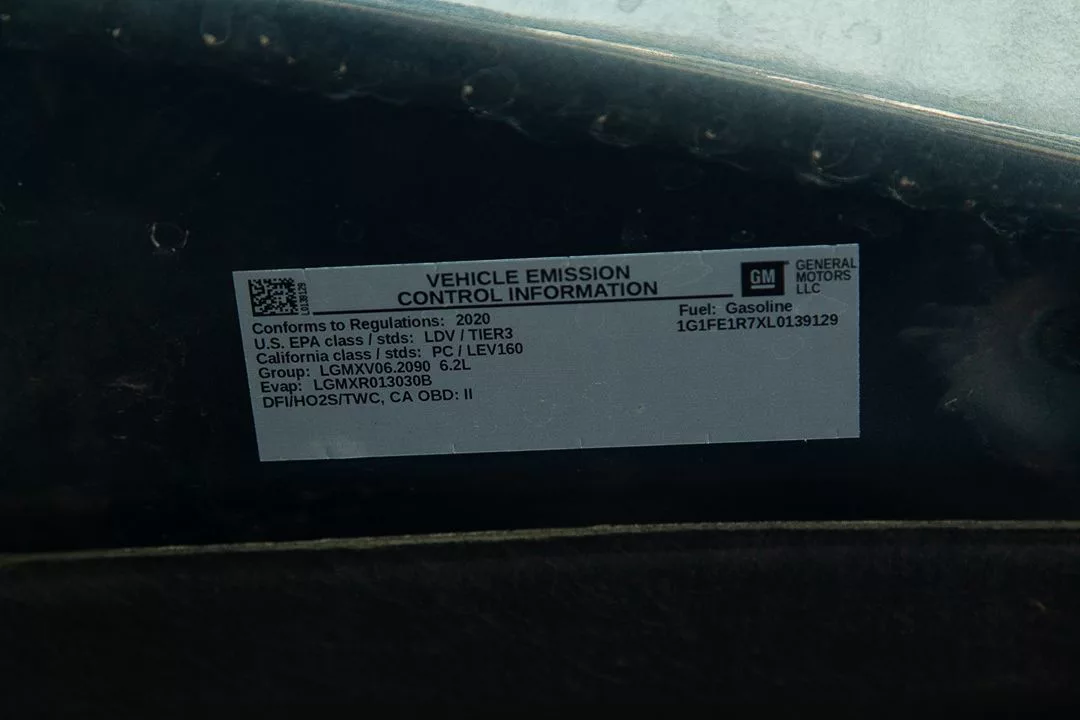 L0139129
VEHICLE EMISSION
CONTROL INFORMATION
GM
GENERAL
MOTORS
LLC
Conforms to Regulations: 2020
U.S. EPA class / stds: LDV / TIER3
California class / stds: PC / LEV160
Group: LGMXV06.2090 6.2L
Evap: LGMXR013030B
DFI/HO2S/TWC, CA OBD: II
Fuel: Gasoline
1G1FE1R7XL0139129